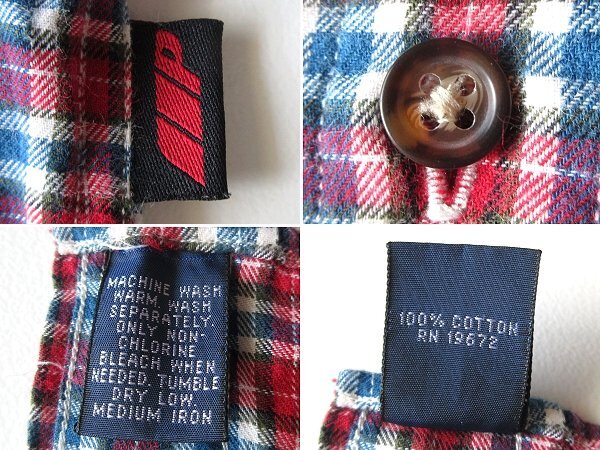 MACHINE WASH
WARM. WASH
SEPARATELY.
ONLY NON-
CHLORINE
BLEACH WHEN
NEEDED. TUMBLE
DRY LOW.
MEDIUM IRON
100% COTTON
RN 19672